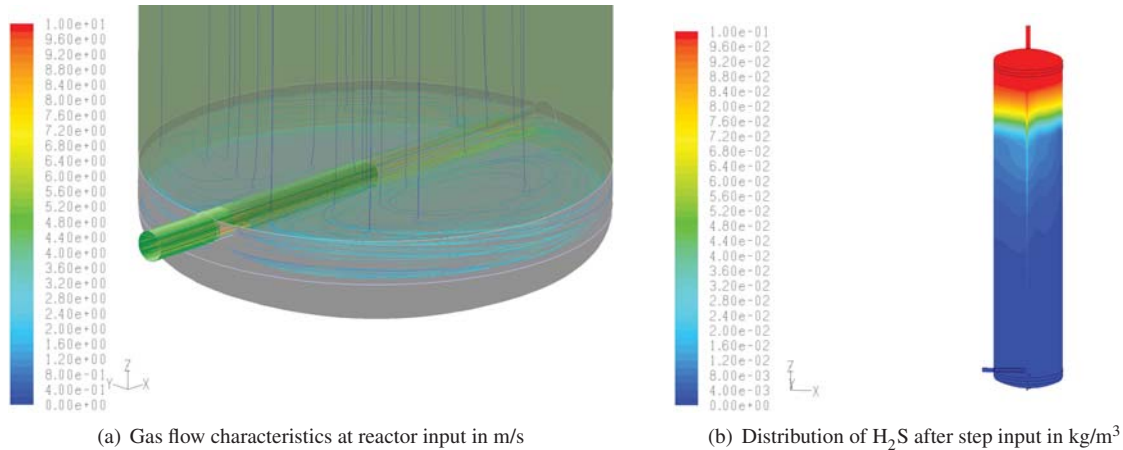 1.00e+01
9.60e+00
9.20e+00
8.80e+00
8.40e+00
8.00e+00
7.60e+00
7.20e+00
6.80e+00
6.40e+00
6.00e+00
5.60e+00
5.20e+00
4.80e+00
4.40e+00
4.00e+00
3.60e+00
3.20e+00
2.80e+00
2.40e+00
2.00e+00
1.60e+00
1.20e+00
8.00e-01
4.00e-01
0.00e+00
Z
Y X
(a) Gas flow characteristics at reactor input in m/s
1.00e-01
9.60e-02
9.20e-02
8.80e-02
8.40e-02
8.00e-02
7.60e-02
7.20e-02
6.80e-02
6.40e-02
6.00e-02
5.60e-02
5.20e-02
4.80e-02
4.40e-02
4.00e-02
3.60e-02
3.20e-02
2.80e-02
2.40e-02
2.00e-02
1.60e-02
1.20e-02
8.00e-03
4.00e-03
0.00e+00
Z
Y X
(b) Distribution of H₂S after step input in kg/m³